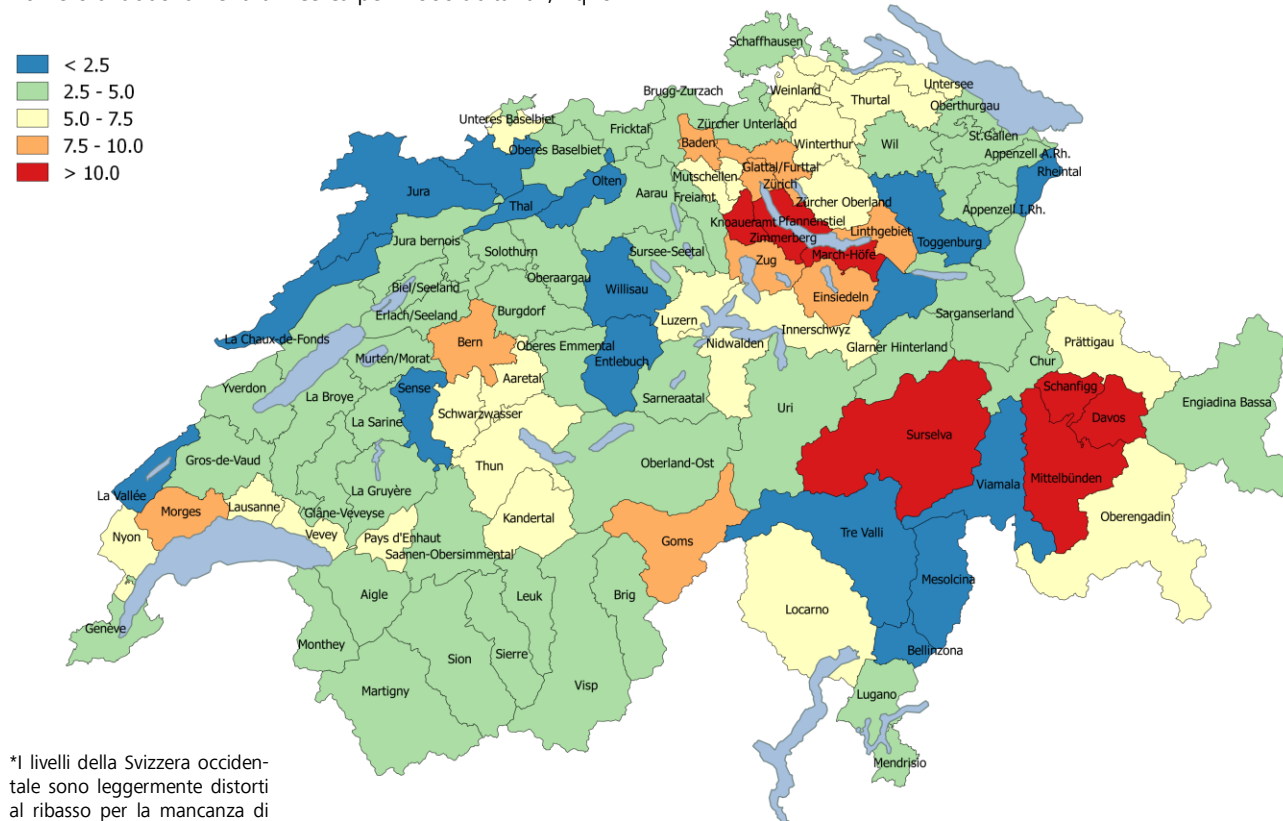 < 2.5
2.5 - 5.0
5.0 - 7.5
7.5 - 10.0
> 10.0
Schaffhausen
Brugg-Zurzach
Weinland
Untersee
Thurtal
Oberthurgau
Unteres Baselbiet
Fricktal
Zürcher Unterland
Baden
Winterthur
Wil
St.Gallen
Oberes Baselbiet
Appenzell A.Rh.
Glattal/Furttal
Rheintal
Mutschellen
Zürich
Olten
Jura
Aarau
Freiamt
Zürcher Oberland
Thal
Appenzell I.Rh.
Knonaueramt
Pfannenstiel
Linthgebiet
Zimmerberg
Toggenburg
Jura bernois
Solothurn
Sursee-Seetal
March-Höfe
Zug
Oberaargau
Biel/Seeland
Willisau
Einsiedeln
Erlach/Seeland
Burgdorf
Luzern
Sarganserland
Innerschwyz
La Chaux-de-Fonds
Bern
Oberes Emmental
Nidwalden
Glarner Hinterland
Prättigau
Murten/Morat
Entlebuch
Chur
Aaretal
Yverdon
Sense
Schanfigg
La Broye
Sarneraatal
Engiadina Bassa
Uri
Schwarzwasser
Davos
La Sarine
Surselva
Gros-de-Vaud
Oberland-Ost
Thun
Mittelbünden
Viamala
La Vallée
La Gruyère
Morges
Lausanne
Glâne-Veveyse
Kandertal
Oberengadin
Vevey
Pays d'Enhaut
Tre Valli
Nyon
Goms
Saanen-Obersimmental
Mesolcina
Aigle
Leuk
Brig
Locarno
Genève
Monthey
Sion
Sierre
Bellinzona
Visp
Martigny
Lugano
Mendrisio
*I livelli della Svizzera occiden-
tale sono leggermente distorti
al ribasso per la mancanza di